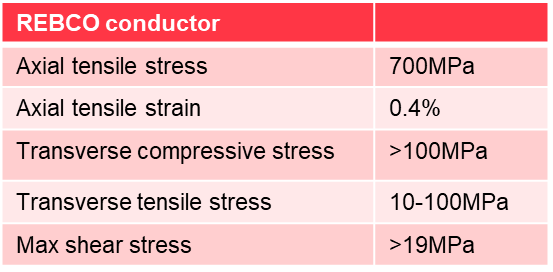 REBCO conductor
Axial tensile stress 700MPa
Axial tensile strain 0.4%
Transverse compressive stress >100MPa
Transverse tensile stress 10-100MPa
Max shear stress >19MPa